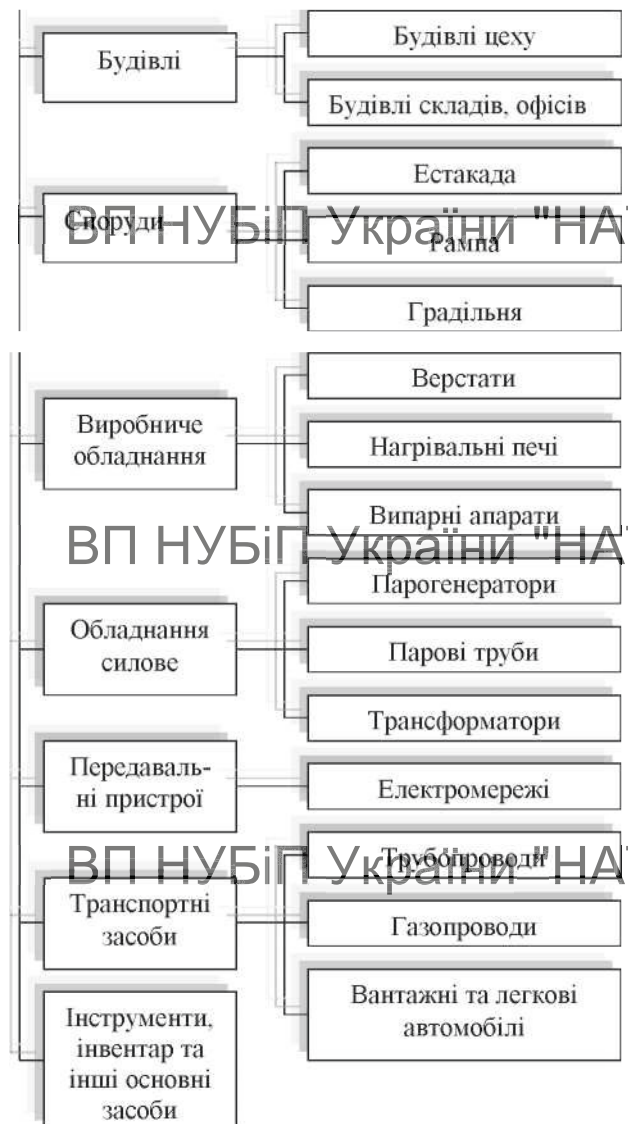 Будівлі
Будівлі цеху
Будівлі складів, офісів
Споруди
Естакада
Рампа
Градільня
ВП НУБіП України "НА
Виробниче
обладнання
Верстати
Нагрівальні печі
Випарні апарати
ВП НУБіП України "НА
Обладнання
силове
Парогенератори
Парові труби
Трансформатори
Передаваль-
ні пристрої
Електромережі
ВП НУБіП України "НА
Транспортні
засоби
Трубопроводи
Газопроводи
Вантажні та легкові
автомобілі
Інструменти,
інвентар та
інші основні
засоби